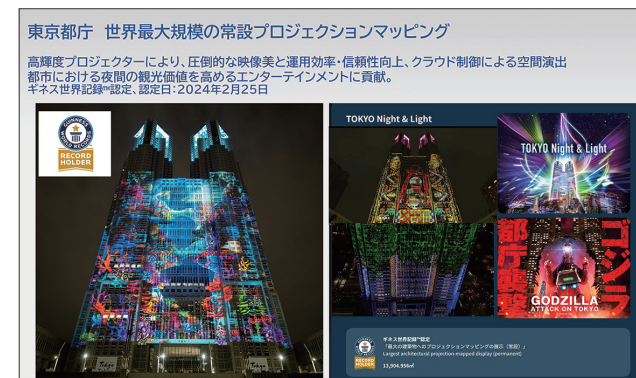 東京都庁　世界最大規模の常設プロジェクションマッピング
高輝度プロジェクターにより、圧倒的な映像美と運用効率・信頼性向上、クラウド制御による空間演出
都市における夜間の観光価値を高めるエンターテインメントに貢献。
ギネス世界記録™認定、認定日：2024年2月25日
GUINNESS WORLD RECORDS
RECORD HOLDER
TOKYO Night & Light
TOKYO Night & Light
都庁襲撃
ゴジラ
GODZILLA
ATTACK ON TOKYO
Tokyo
Tokyo
RECORD HOLDER
ギネス世界記録™認定
「最大の建築物へのプロジェクションマッピングの展示（常設）」
Largest architectural projection-mapped display (permanent)
13,904.956㎡